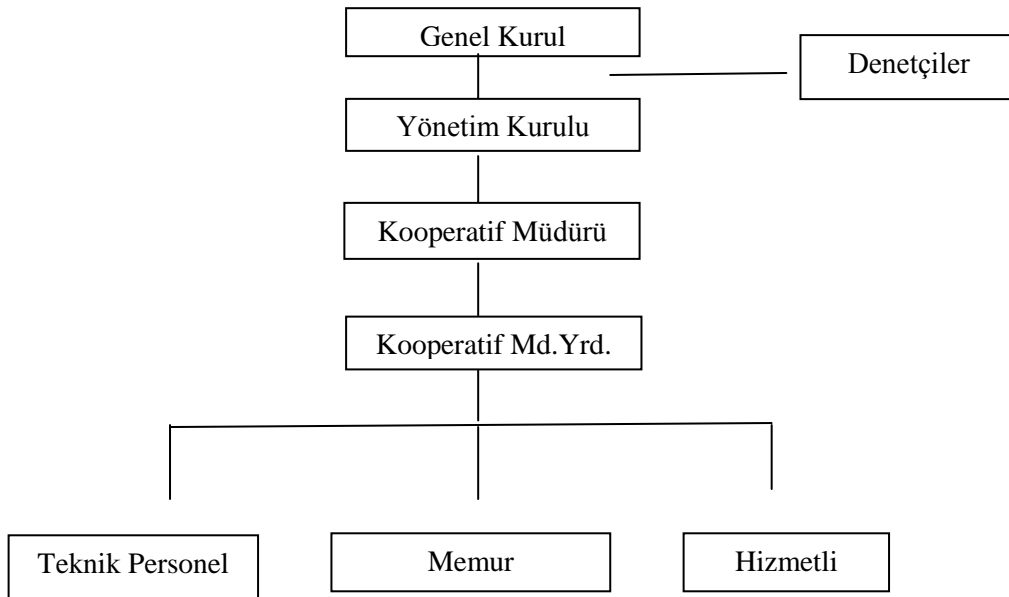 Genel Kurul
Denetçiler
Yönetim Kurulu
Kooperatif Müdürü
Kooperatif Md.Yrd.
Teknik Personel
Memur
Hizmetli